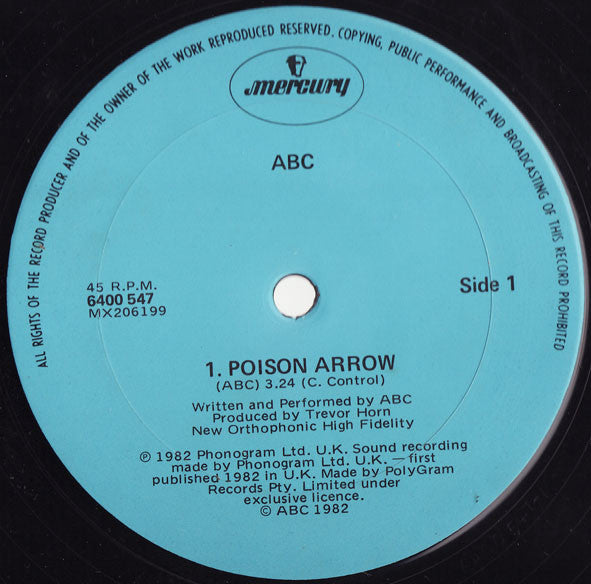 ALL RIGHTS OF THE RECORD PRODUCER AND OF THE OWNER OF THE WORK REPRODUCED RESERVED. COPYING, PUBLIC PERFORMANCE AND BROADCASTING OF THIS RECORD PROHIBITED
mercury
ABC
45 R.P.M.
6400 547
MX206199
Side 1
1. POISON ARROW
(ABC) 3.24 (C. Control)
Written and Performed by ABC
Produced by Trevor Horn
New Orthophonic High Fidelity
℗ 1982 Phonogram Ltd. U.K. Sound recording
made by Phonogram Ltd. U.K. — first
published 1982 in U.K. Made by PolyGram
Records Pty. Limited under
exclusive licence.
© ABC 1982